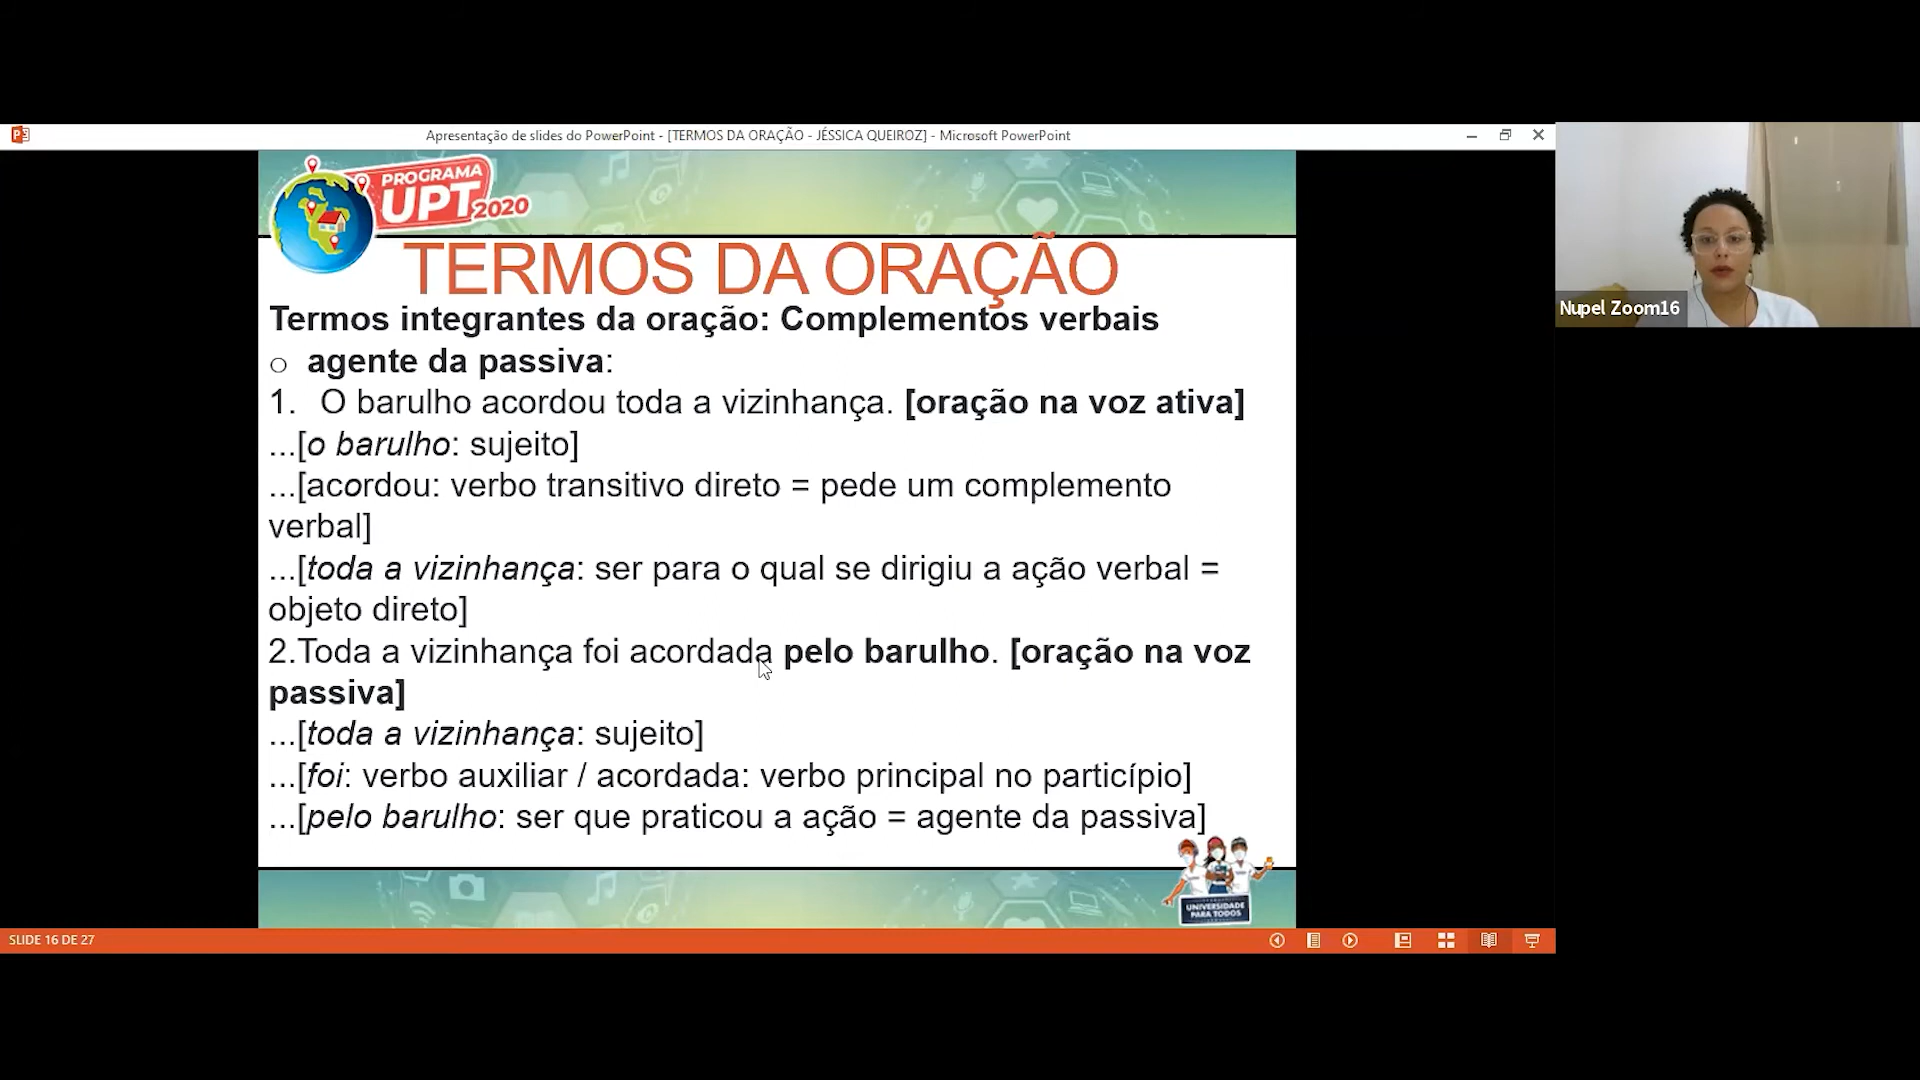 Apresentação de slides do PowerPoint - [TERMOS DA ORAÇÃO - JÉSSICA QUEIROZ] - Microsoft PowerPoint
PROGRAMA
UPT 2020
TERMOS DA ORAÇÃO
Termos integrantes da oração: Complementos verbais
o agente da passiva:
1. O barulho acordou toda a vizinhança. [oração na voz ativa]
...[o barulho: sujeito]
...[acordou: verbo transitivo direto = pede um complemento
verbal]
...[toda a vizinhança: ser para o qual se dirigiu a ação verbal =
objeto direto]
2.Toda a vizinhança foi acordada pelo barulho. [oração na voz
passiva]
...[toda a vizinhança: sujeito]
...[foi: verbo auxiliar / acordada: verbo principal no particípio]
...[pelo barulho: ser que praticou a ação = agente da passiva]
UNIVERSIDADE
PARA TODOS
SLIDE 16 DE 27
Nupel Zoom16